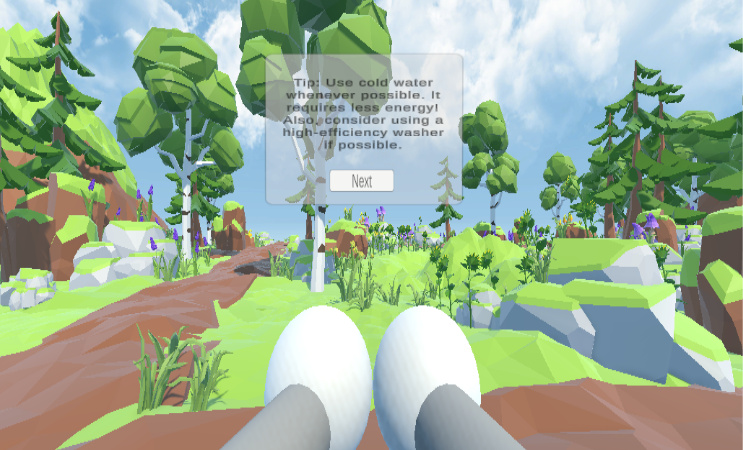 Tip: Use cold water
whenever possible. It
requires less energy!
Also, consider using a
high-efficiency washer
if possible.
Next